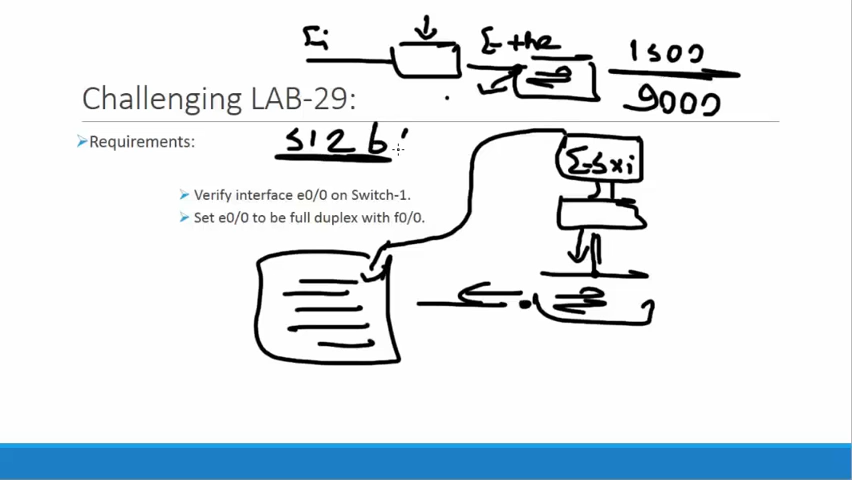 1500
9000
Challenging LAB-29:
Requirements:
512 b
Verify interface e0/0 on Switch-1.
Set e0/0 to be full duplex with f0/0.